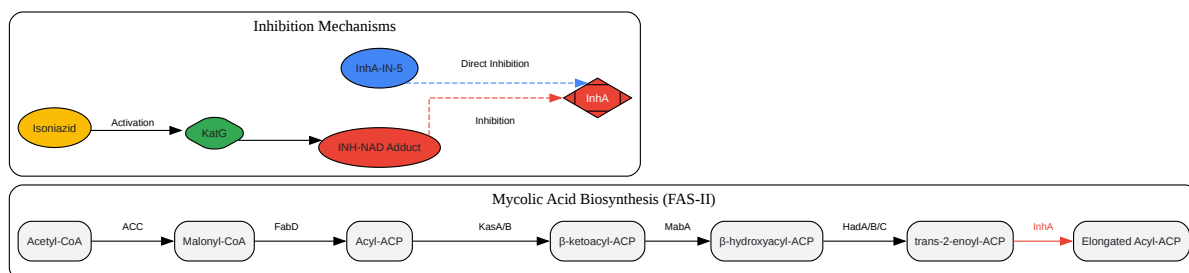 Inhibition Mechanisms
InhA-IN-5
Direct Inhibition
InhA
Isoniazid
Activation
KatG
Inhibition
INH-NAD Adduct
Mycolic Acid Biosynthesis (FAS-II)
Acetyl-CoA
ACC
Malonyl-CoA
FabD
Acyl-ACP
KasA/B
β-ketoacyl-ACP
MabA
β-hydroxyacyl-ACP
HadA/B/C
trans-2-enoyl-ACP
InhA
Elongated Acyl-ACP